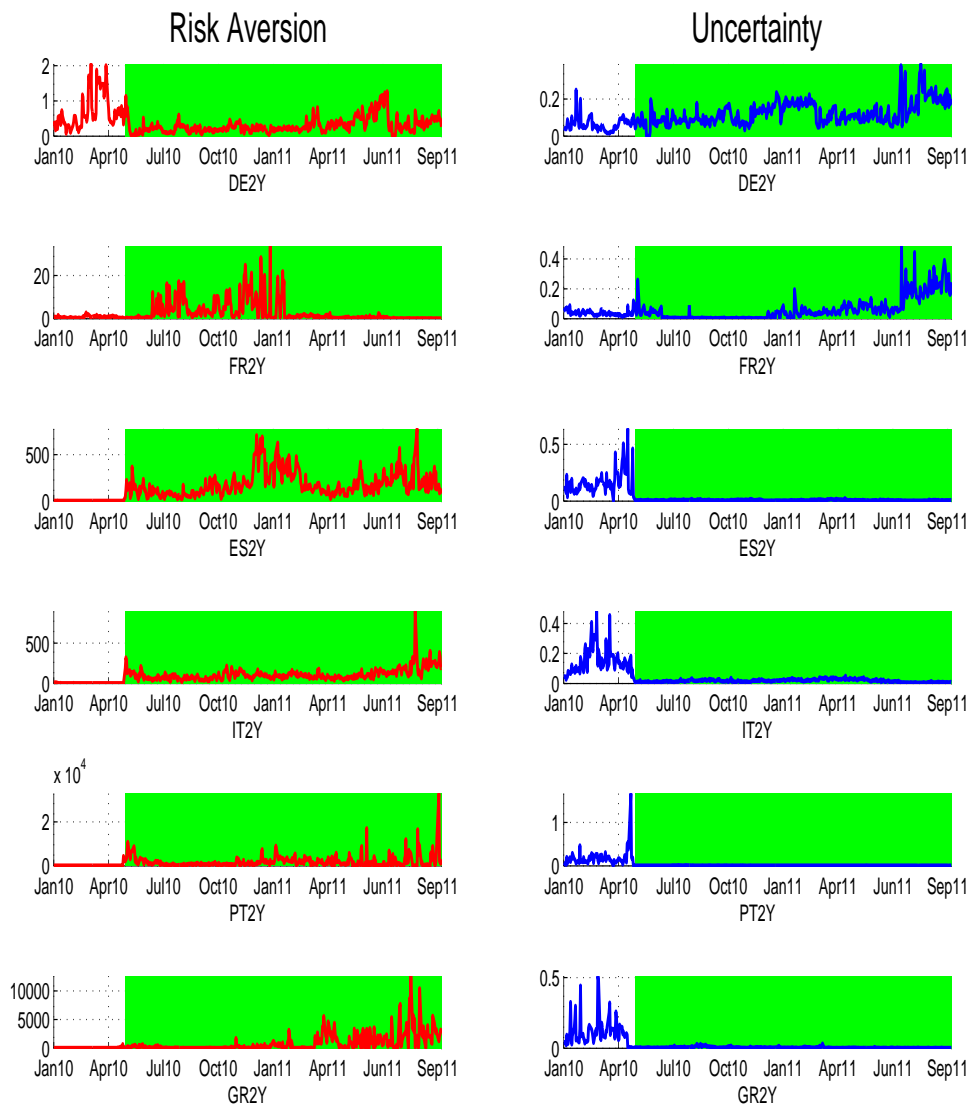 Risk Aversion Uncertainty
2
1
0
Jan10 Apr10 Jul10 Oct10 Jan11 Apr11 Jun11 Sep11
DE2Y
0.2
0
Jan10 Apr10 Jul10 Oct10 Jan11 Apr11 Jun11 Sep11
DE2Y
20
0
Jan10 Apr10 Jul10 Oct10 Jan11 Apr11 Jun11 Sep11
FR2Y
0.4
0.2
0
Jan10 Apr10 Jul10 Oct10 Jan11 Apr11 Jun11 Sep11
FR2Y
500
0
Jan10 Apr10 Jul10 Oct10 Jan11 Apr11 Jun11 Sep11
ES2Y
0.5
0
Jan10 Apr10 Jul10 Oct10 Jan11 Apr11 Jun11 Sep11
ES2Y
500
0
Jan10 Apr10 Jul10 Oct10 Jan11 Apr11 Jun11 Sep11
IT2Y
0.4
0.2
0
Jan10 Apr10 Jul10 Oct10 Jan11 Apr11 Jun11 Sep11
IT2Y
x 10^4
2
0
Jan10 Apr10 Jul10 Oct10 Jan11 Apr11 Jun11 Sep11
PT2Y
1
0
Jan10 Apr10 Jul10 Oct10 Jan11 Apr11 Jun11 Sep11
PT2Y
10000
5000
0
Jan10 Apr10 Jul10 Oct10 Jan11 Apr11 Jun11 Sep11
GR2Y
0.5
0
Jan10 Apr10 Jul10 Oct10 Jan11 Apr11 Jun11 Sep11
GR2Y